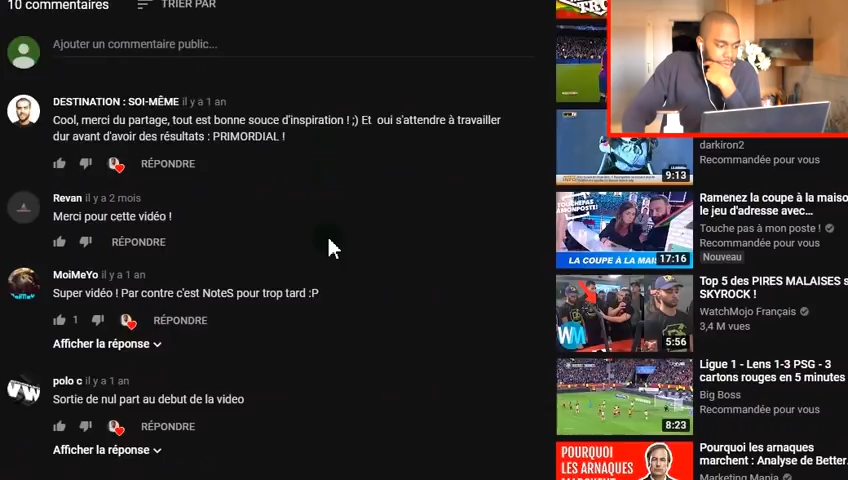 10 commentaires
TRIER PAR
Ajouter un commentaire public...
DESTINATION : SOI-MÊME il y a 1 an
Cool, merci du partage, tout est bonne souce d'inspiration ! ;) Et oui s'attendre à travailler
dur avant d'avoir des résultats : PRIMORDIAL !
RÉPONDRE
Revan il y a 2 mois
Merci pour cette vidéo !
RÉPONDRE
MoiMeYo il y a 1 an
Super vidéo ! Par contre c'est NoteS pour trop tard :P
1
RÉPONDRE
Afficher la réponse
polo c il y a 1 an
Sortie de nul part au debut de la video
RÉPONDRE
Afficher la réponse
9:13
darkiron2
Recommandée pour vous
LA COUPE À LA MAI
17:16
Ramenez la coupe à la maiso
le jeu d'adresse avec...
Touche pas à mon poste !
Recommandée pour vous
Nouveau
5:56
Top 5 des PIRES MALAISES s
SKYROCK !
WatchMojo Français
3,4 M vues
8:23
Ligue 1 - Lens 1-3 PSG - 3
cartons rouges en 5 minutes
Big Boss
Recommandée pour vous
POURQUOI
LES ARNAQUES
MARCHENT
Pourquoi les arnaques
marchent : Analyse de Better
Marketing Mania